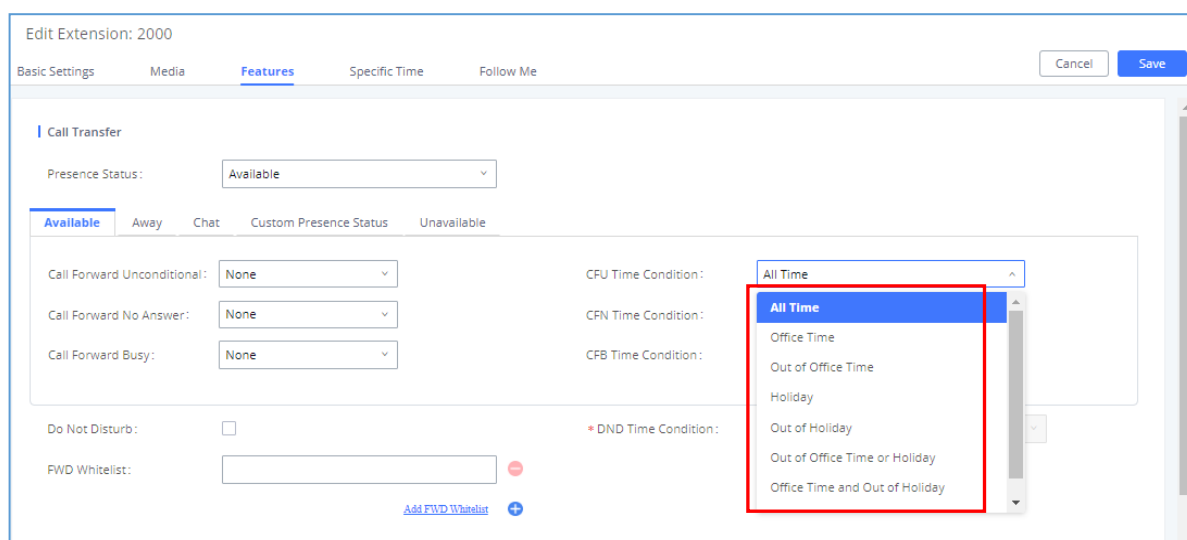 Edit Extension: 2000
Cancel
Save
Basic Settings
Media
Features
Specific Time
Follow Me
Call Transfer
Presence Status:
Available
Available
Away
Chat
Custom Presence Status
Unavailable
Call Forward Unconditional:
None
CFU Time Condition:
All Time
Call Forward No Answer:
None
CFN Time Condition:
Call Forward Busy:
None
CFB Time Condition:
All Time
Office Time
Out of Office Time
Holiday
Out of Holiday
Out of Office Time or Holiday
Office Time and Out of Holiday
Do Not Disturb:
* DND Time Condition:
FWD Whitelist:
Add FWD Whitelist